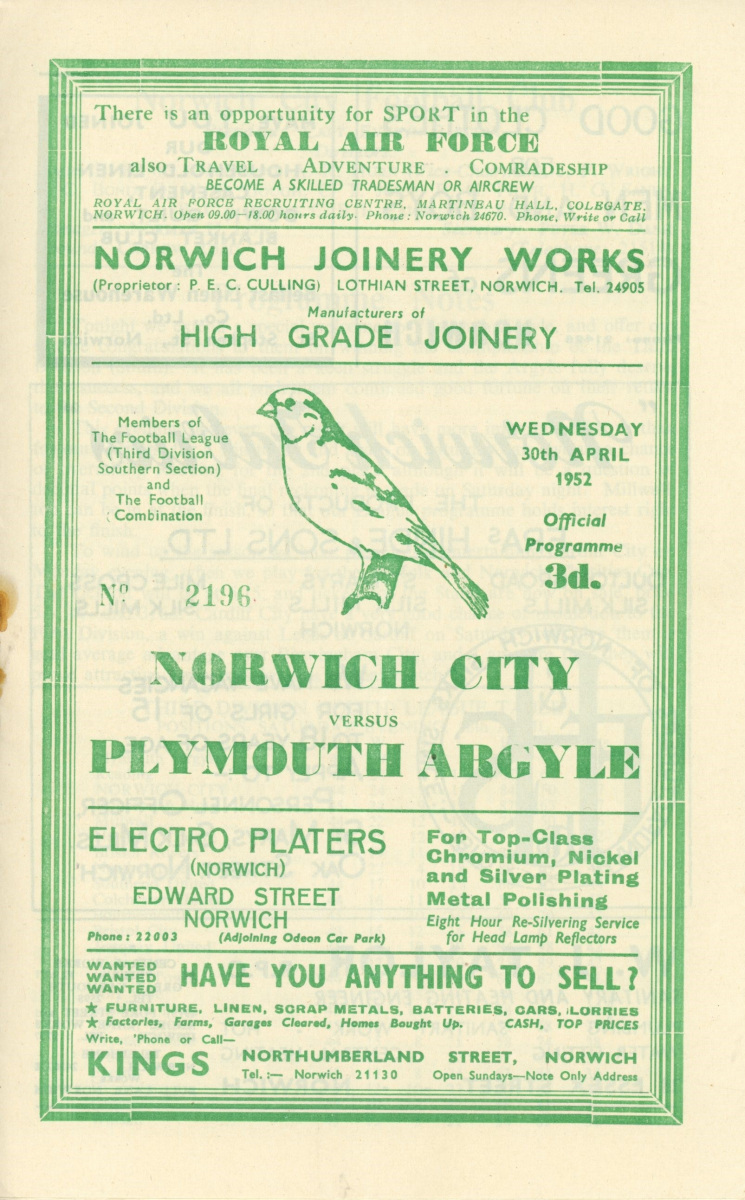 There is an opportunity for SPORT in the
ROYAL AIR FORCE
also TRAVEL . ADVENTURE . COMRADESHIP
BECOME A SKILLED TRADESMAN OR AIRCREW
ROYAL AIR FORCE RECRUITING CENTRE, MARTINEAU HALL, COLEGATE,
NORWICH. Open 09.00-18.00 hours daily. Phone: Norwich 24670. Phone, Write or Call
NORWICH JOINERY WORKS
(Proprietor: P. E. C. CULLING) LOTHIAN STREET, NORWICH. Tel. 24905
Manufacturers of
HIGH GRADE JOINERY
Members of
The Football League
(Third Division
Southern Section)
and
The Football
Combination
WEDNESDAY
30th APRIL
1952
Official
Programme
3d.
No 2196
NORWICH CITY
VERSUS
PLYMOUTH ARGYLE
ELECTRO PLATERS
(NORWICH)
EDWARD STREET
NORWICH
Phone: 22003 (Adjoining Odeon Car Park)
For Top-Class
Chromium, Nickel
and Silver Plating
Metal Polishing
Eight Hour Re-Silvering Service
for Head Lamp Reflectors
WANTED
WANTED
WANTED
HAVE YOU ANYTHING TO SELL?
★ FURNITURE, LINEN, SCRAP METALS, BATTERIES, CARS, LORRIES
★ Factories, Farms, Garages Cleared, Homes Bought Up. CASH, TOP PRICES
Write, 'Phone or Call—
KINGS NORTHUMBERLAND STREET, NORWICH
Tel.:— Norwich 21130 Open Sundays—Note Only Address